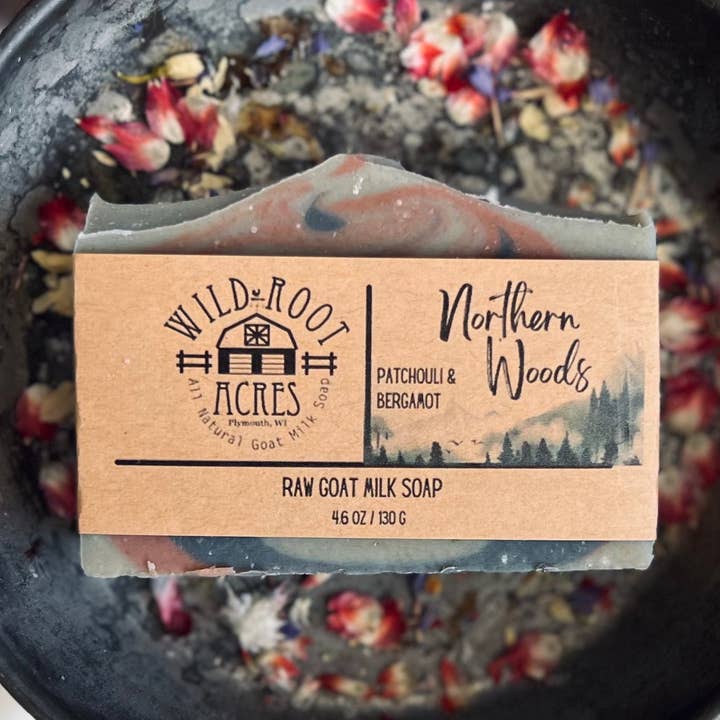 WILD ROOT
ACRES
Plymouth, WI
All Natural Goat Milk Soap
Northern
Woods
PATCHOULI &
BERGAMOT
RAW GOAT MILK SOAP
4.6 OZ / 130 G